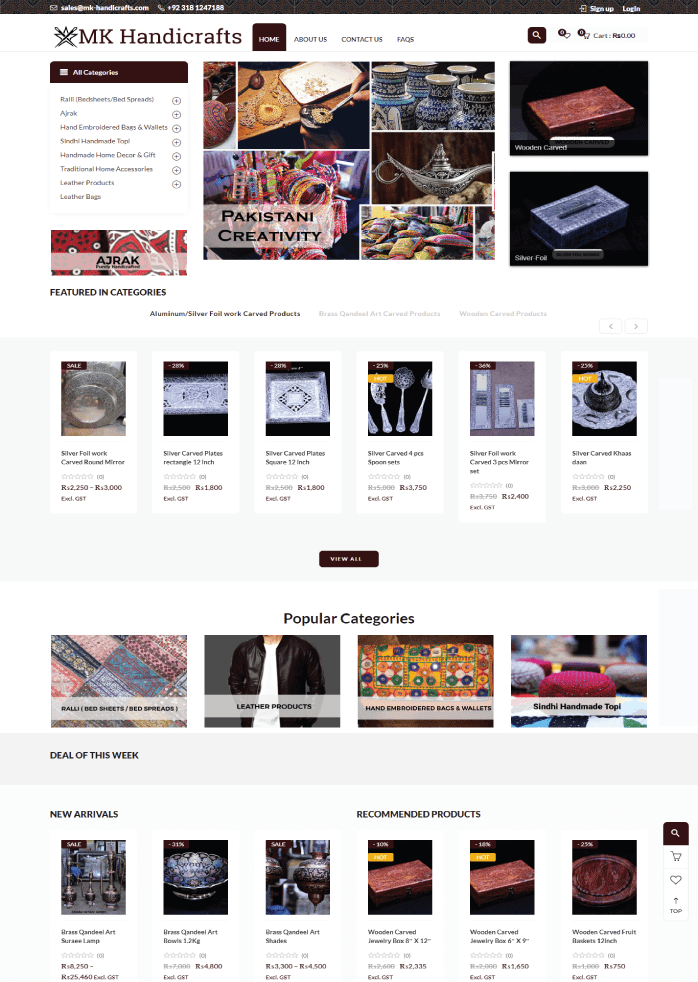 sales@mk-handicrafts.com +92 318 1247188 Sign up Login
MK Handicrafts HOME ABOUT US CONTACT US FAQS 0 0 Cart : Rs0.00
All Categories
Ralli (Bedsheets/Bed Spreads)
Ajrak
Hand Embroidered Bags & Wallets
Sindhi Handmade Topi
Handmade Home Decor & Gift
Traditional Home Accessories
Leather Products
Leather Bags
PAKISTANI
CREATIVITY
WOODEN CARVED
Wooden Carved
Silver-Foil
AJRAK
Purely Handcrafted
FEATURED IN CATEGORIES
Aluminum/Silver Foil work Carved Products Brass Qandeel Art Carved Products Wooden Carved Products
SALE
Silver Foil work
Carved Round Mirror
(0)
Rs2,250 – Rs3,000
Excl. GST
- 28%
Silver Carved Plates
rectangle 12 Inch
(0)
Rs2,500 Rs1,800
Excl. GST
- 28%
Silver Carved Plates
Square 12 Inch
(0)
Rs2,500 Rs1,800
Excl. GST
- 25%
HOT
Silver Carved 4 pcs
Spoon sets
(0)
Rs5,000 Rs3,750
Excl. GST
- 36%
Silver Foil work
Carved 3 pcs Mirror
set
(0)
Rs3,750 Rs2,400
Excl. GST
- 25%
HOT
Silver Carved Khaas
daan
(0)
Rs3,000 Rs2,250
Excl. GST
VIEW ALL
Popular Categories
RALLI ( BED SHEETS / BED SPREADS )
LEATHER PRODUCTS
HAND EMBROIDERED BAGS & WALLETS
Sindhi Handmade Topi
DEAL OF THIS WEEK
NEW ARRIVALS
SALE
Brass Qandeel Art
Suraee Lamp
(0)
Rs8,250 –
Rs25,460 Excl. GST
- 31%
Brass Qandeel Art
Bowls 1.2Kg
(0)
Rs7,000 Rs4,800
Excl. GST
SALE
Brass Qandeel Art
Shades
(0)
Rs3,300 – Rs4,500
Excl. GST
RECOMMENDED PRODUCTS
- 10%
HOT
Wooden Carved
Jewelry Box 8" X 12"
(0)
Rs2,600 Rs2,335
Excl. GST
- 18%
HOT
Wooden Carved
Jewelry Box 6" X 9"
(0)
Rs2,000 Rs1,650
Excl. GST
- 25%
Wooden Carved Fruit
Baskets 12Inch
(0)
Rs1,000 Rs750
Excl. GST
TOP